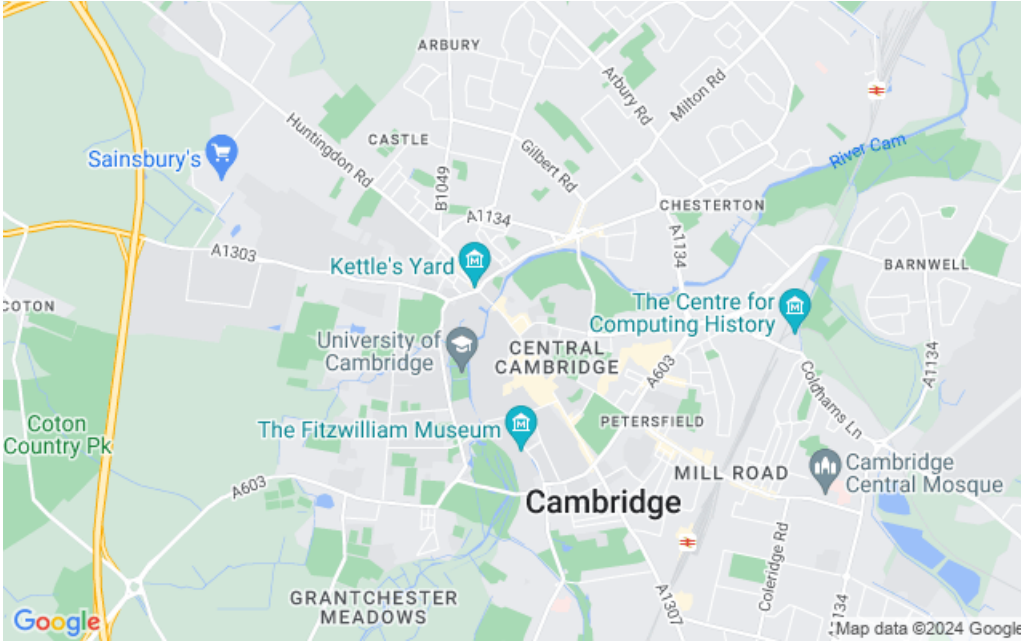 ARBURY
Arbury Rd
Milton Rd
Huntingdon Rd
CASTLE
Sainsbury's
Gilbert Rd
River Cam
B1049
CHESTERTON
A1134
A1134
A1303
Kettle's Yard
BARNWELL
COTON
The Centre for
Computing History
University of
Cambridge
CENTRAL
CAMBRIDGE
A603
A1134
Coldhams Ln
Coton
Country Pk
The Fitzwilliam Museum
PETERSFIELD
MILL ROAD
Cambridge
Central Mosque
A603
Cambridge
Coleridge Rd
GRANTCHESTER
MEADOWS
A1307
134
Google
Map data ©2024 Google